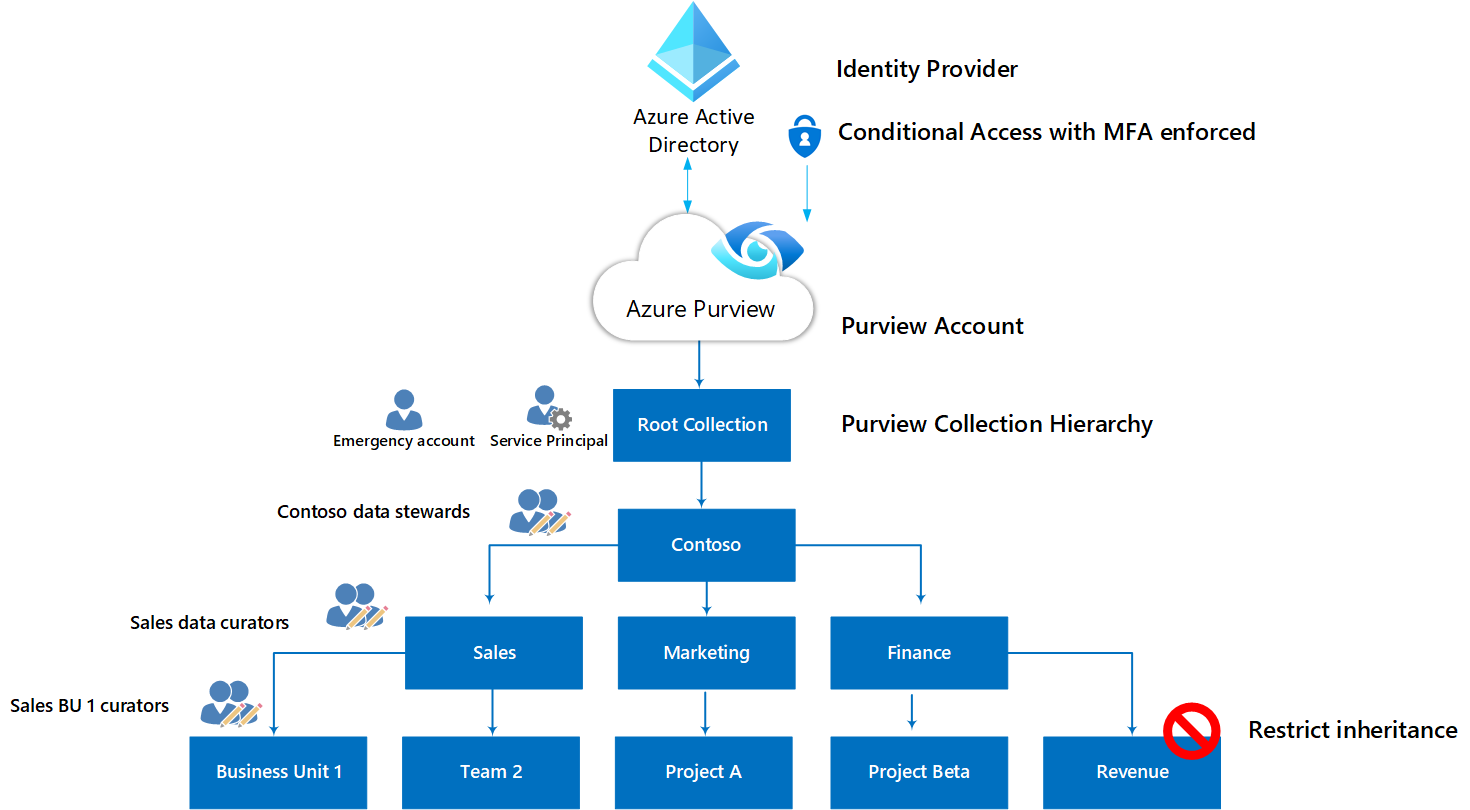 Identity Provider
Azure Active
Directory
Conditional Access with MFA enforced
Azure Purview
Purview Account
Emergency account
Service Principal
Root Collection
Purview Collection Hierarchy
Contoso data stewards
Contoso
Sales data curators
Sales
Marketing
Finance
Sales BU 1 curators
Restrict inheritance
Business Unit 1
Team 2
Project A
Project Beta
Revenue